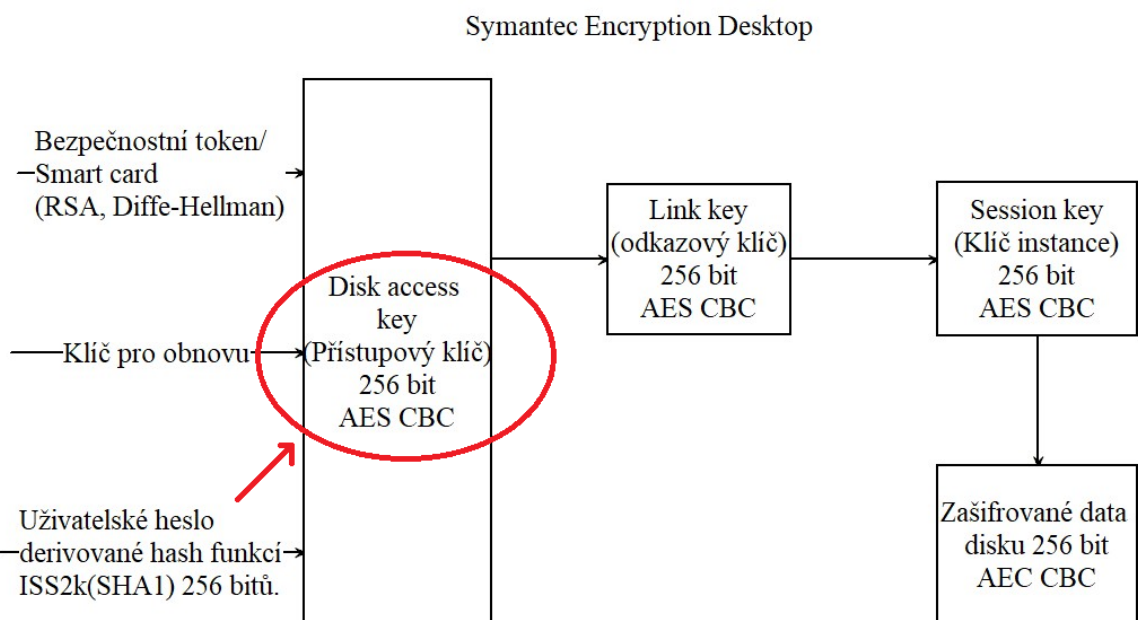 Symantec Encryption Desktop
Bezpečnostní token/
Smart card
(RSA, Diffe-Hellman)
Klíč pro obnovu
Uživatelské heslo
derivované hash funkcí
ISS2k(SHA1) 256 bitů.
Disk access
key
(Přístupový klíč)
256 bit
AES CBC
Link key
(odkazový klíč)
256 bit
AES CBC
Session key
(Klíč instance)
256 bit
AES CBC
Zašifrované data
disku 256 bit
AEC CBC